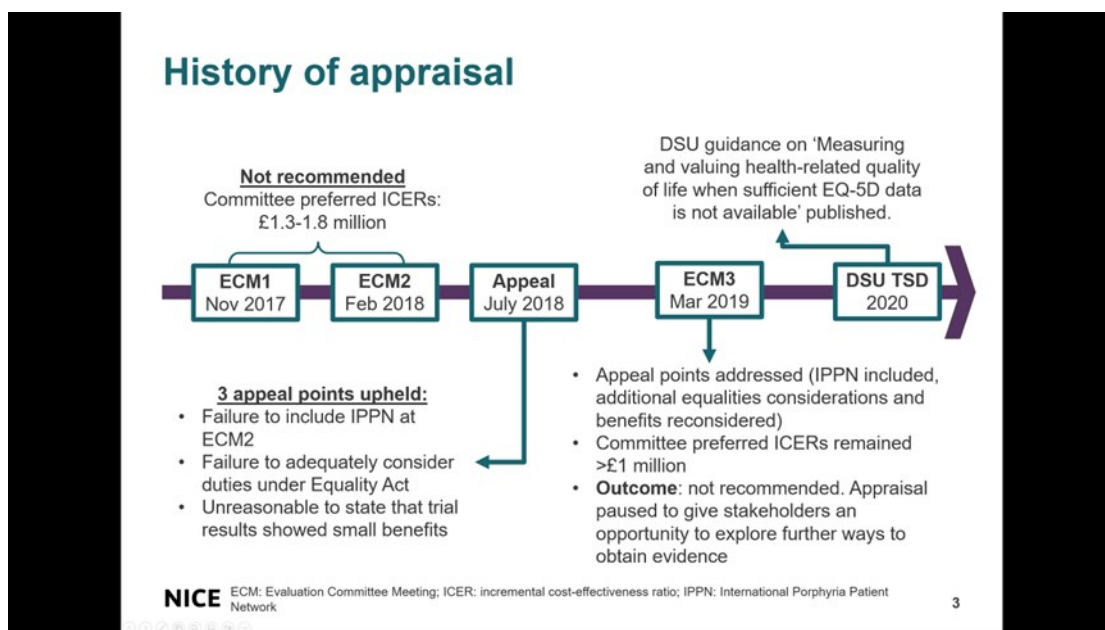 History of appraisal
Not recommended
Committee preferred ICERs:
£1.3-1.8 million
DSU guidance on ‘Measuring
and valuing health-related quality
of life when sufficient EQ-5D data
is not available’ published.
ECM1
Nov 2017
ECM2
Feb 2018
Appeal
July 2018
ECM3
Mar 2019
DSU TSD
2020
3 appeal points upheld:
• Failure to include IPPN at
ECM2
• Failure to adequately consider
duties under Equality Act
• Unreasonable to state that trial
results showed small benefits
• Appeal points addressed (IPPN included,
additional equalities considerations and
benefits reconsidered)
• Committee preferred ICERs remained
>£1 million
• Outcome: not recommended. Appraisal
paused to give stakeholders an
opportunity to explore further ways to
obtain evidence
NICE
ECM: Evaluation Committee Meeting; ICER: incremental cost-effectiveness ratio; IPPN: International Porphyria Patient
Network
3